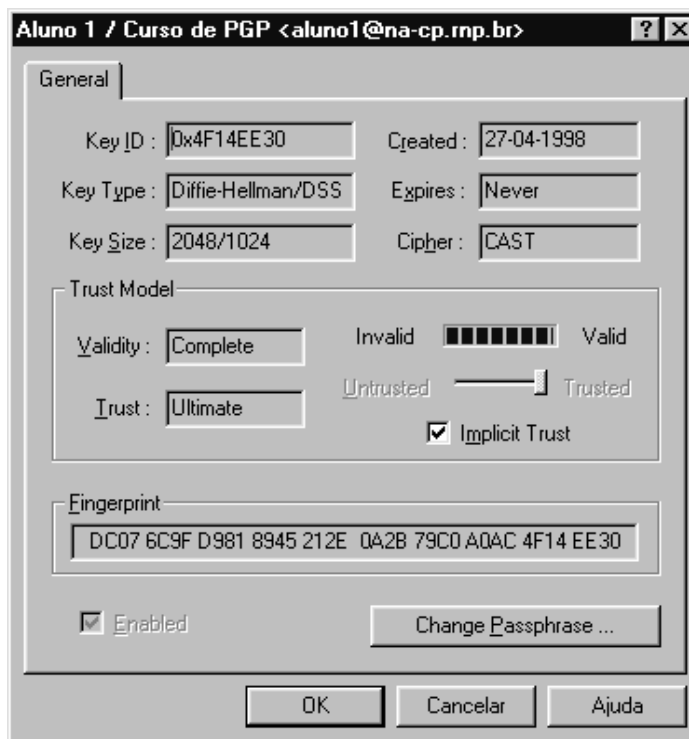 Aluno 1 / Curso de PGP <aluno1@na-cp.rnp.br>
General
Key ID : 0x4F14EE30 Created : 27-04-1998
Key Type : Diffie-Hellman/DSS Expires : Never
Key Size : 2048/1024 Cipher : CAST
Trust Model
Validity : Complete Invalid Valid
Untrusted Trusted
Trust : Ultimate
Implicit Trust
Fingerprint
DC07 6C9F D981 8945 212E 0A2B 79C0 A0AC 4F14 EE30
Enabled Change Passphrase ...
OK Cancelar Ajuda